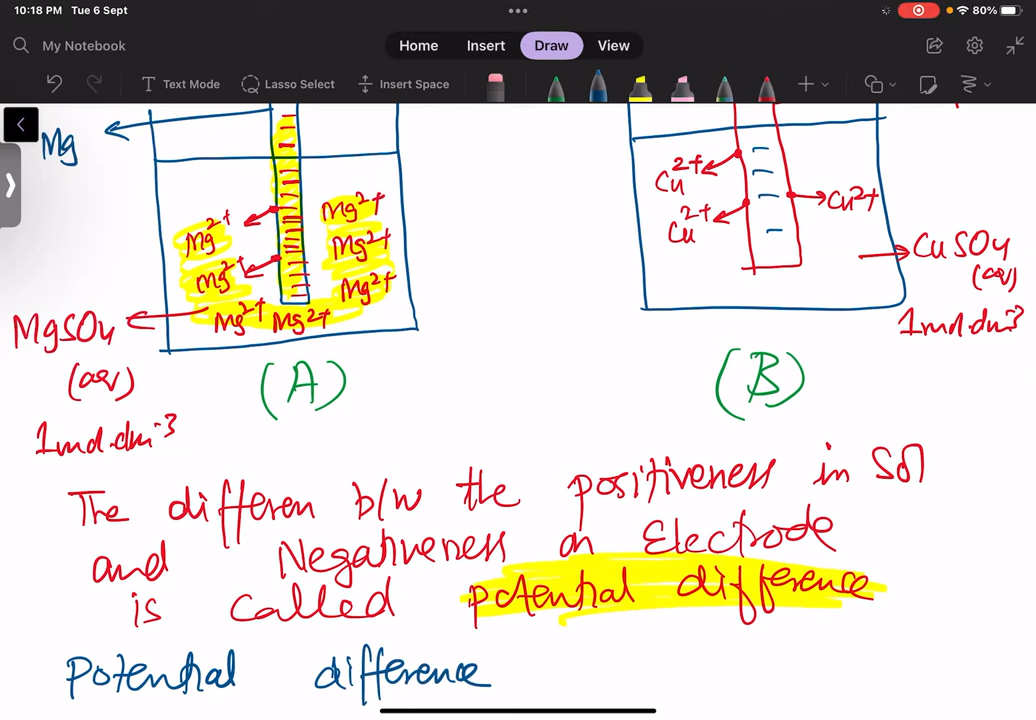 10:18 PM Tue 6 Sept
80%
My Notebook
Home Insert Draw View
Text Mode Lasso Select Insert Space
Mg
Mg2+ Mg2+
Mg2+ Mg2+
Mg2+ Mg2+ Mg2+
MgSO4
(aq)
1mol.dm-3
(A)
Cu2+ Cu2+
Cu2+
CuSO4
(aq)
1mol.dm-3
(B)
The differen b/w the positiveness in Sol
and Negativeness on Electrode
is called potential difference
Potential difference